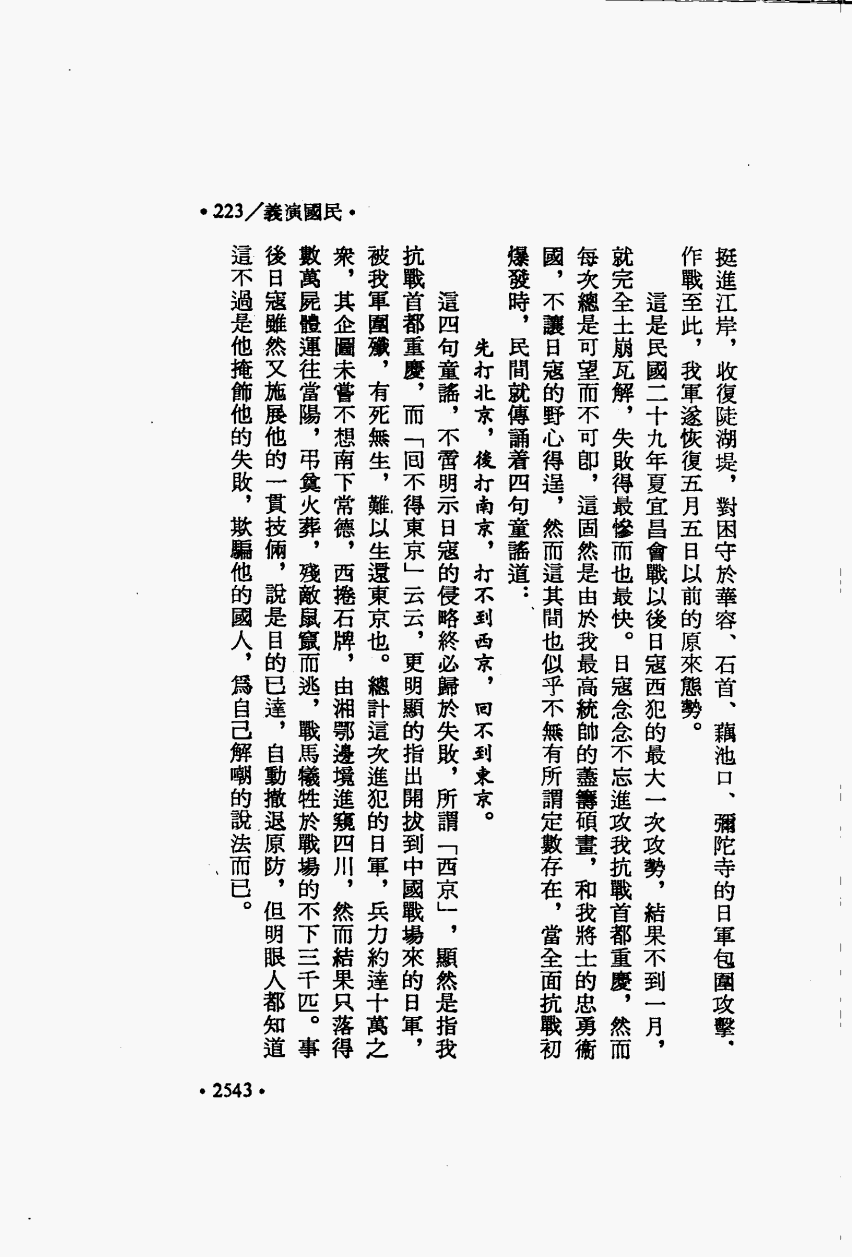 •223/義演國民•
挺進江岸，收復陡湖堤，對困守於華容、石首、藕池口、彌陀寺的日軍包圍攻擊，
作戰至此，我軍遂恢復五月五日以前的原來態勢。
這是民國二十九年夏宜昌會戰以後日寇西犯的最大一次攻勢，結果不到一月，
就完全土崩瓦解，失敗得最慘而也最快。日寇念念不忘進攻我抗戰首都重慶，然而
每次總是可望而不可卽，這固然是由於我最高統帥的藎籌碩畫，和我將士的忠勇衞
國，不讓日寇的野心得逞，然而這其間也似乎不無有所謂定數存在，當全面抗戰初
爆發時，民間就傳誦着四句童謠道：
先打北京，後打南京，打不到西京，回不到東京。
這四句童謠，不啻明示日寇的侵略終必歸於失敗，所謂「西京」，顯然是指我
抗戰首都重慶，而「囘不得東京」云云，更明顯的指出開拔到中國戰場來的日軍，
被我軍圍殲，有死無生，難以生還東京也。總計這次進犯的日軍，兵力約達十萬之
衆，其企圖未嘗不想南下常德，西捲石牌，由湘鄂邊境進窺四川，然而結果只落得
數萬屍體運往當陽，弔奠火葬，殘敵鼠竄而逃，戰馬犧牲於戰場的不下三千匹。事
後日寇雖然又施展他的一貫技倆，說是目的已達，自動撤退原防，但明眼人都知道
這不過是他掩飾他的失敗，欺騙他的國人，爲自己解嘲的說法而已。
•2543•